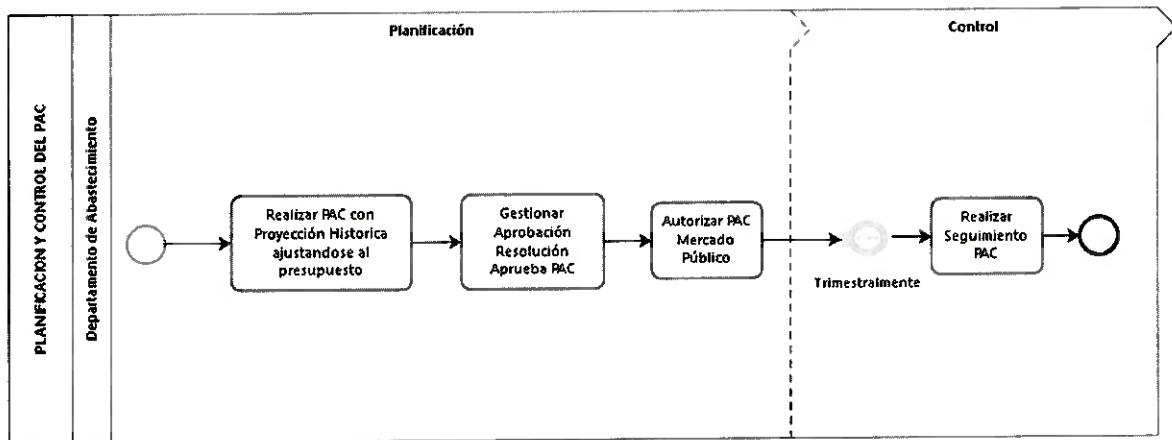 PLANIFICACION Y CONTROL DEL PAC
Departamento de Abastecimiento
Planificación
Control
Realizar PAC con
Proyección Historica
ajustandose al
presupuesto
Gestionar
Aprobación
Resolución
Aprueba PAC
Autorizar PAC
Mercado
Público
Trimestralmente
Realizar
Seguimiento
PAC